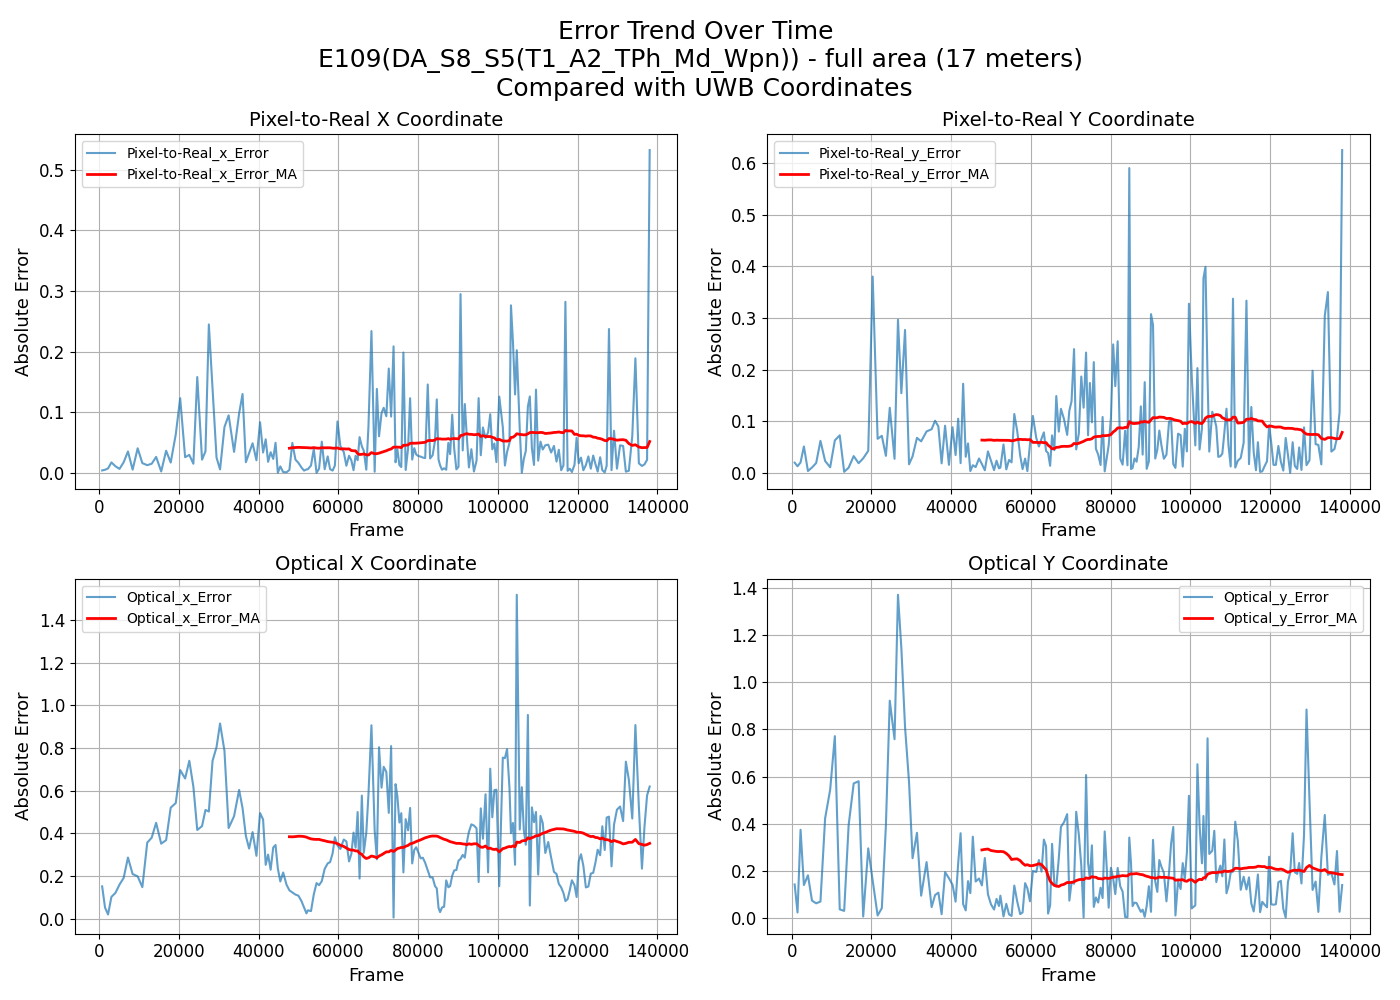 Error Trend Over Time
E109(DA_S8_S5(T1_A2_TPh_Md_Wpn)) - full area (17 meters)
Compared with UWB Coordinates
Pixel-to-Real X Coordinate
Pixel-to-Real_x_Error
Pixel-to-Real_x_Error_MA
Absolute Error
0.5
0.4
0.3
0.2
0.1
0.0
0 20000 40000 60000 80000 100000 120000 140000
Frame
Pixel-to-Real Y Coordinate
Pixel-to-Real_y_Error
Pixel-to-Real_y_Error_MA
Absolute Error
0.6
0.5
0.4
0.3
0.2
0.1
0.0
0 20000 40000 60000 80000 100000 120000 140000
Frame
Optical X Coordinate
Optical_x_Error
Optical_x_Error_MA
Absolute Error
1.4
1.2
1.0
0.8
0.6
0.4
0.2
0.0
0 20000 40000 60000 80000 100000 120000 140000
Frame
Optical Y Coordinate
Optical_y_Error
Optical_y_Error_MA
Absolute Error
1.4
1.2
1.0
0.8
0.6
0.4
0.2
0.0
0 20000 40000 60000 80000 100000 120000 140000
Frame